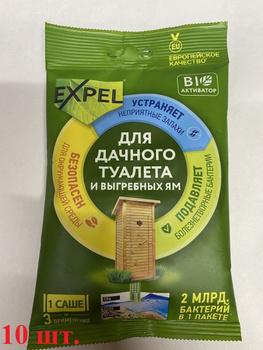 EU
ЕВРОПЕЙСКОЕ
КАЧЕСТВО
EXPEL
BIO
АКТИВАТОР
УСТРАНЯЕТ
НЕПРИЯТНЫЕ ЗАПАХИ
БЕЗОПАСЕН
ДЛЯ ОКРУЖАЮЩЕЙ СРЕДЫ
ПОДАВЛЯЕТ
БОЛЕЗНЕТВОРНЫЕ БАКТЕРИИ
ДЛЯ
ДАЧНОГО
ТУАЛЕТА
И ВЫГРЕБНЫХ ЯМ
1 САШЕ
3
2 МЛРД.
БАКТЕРИЙ
В 1 ПАКЕТЕ
10 шт.